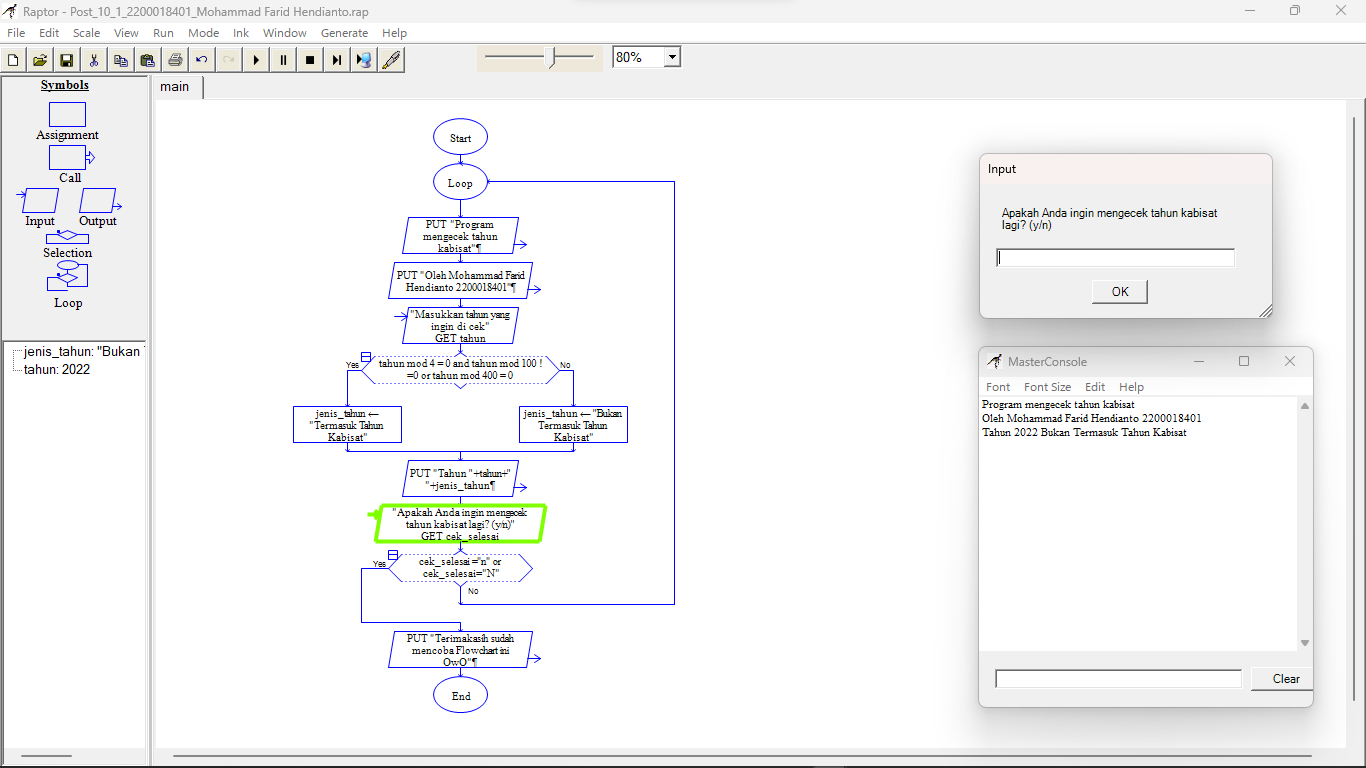 Raptor - Post_10_1_2200018401_Mohammad Farid Hendianto.rap
File Edit Scale View Run Mode Ink Window Generate Help
80%
Symbols
Assignment
Call
Input Output
Selection
Loop
jenis_tahun: "Bukan
tahun: 2022
main
Start
Loop
PUT "Program
mengecek tahun
kabisat"¶
PUT "Oleh Mohammad Farid
Hendianto 2200018401"¶
"Masukkan tahun yang
ingin di cek"
GET tahun
Yes
tahun mod 4 = 0 and tahun mod 100 !
=0 or tahun mod 400 = 0
No
jenis_tahun ←
"Termasuk Tahun
Kabisat"
jenis_tahun ← "Bukan
Termasuk Tahun
Kabisat"
PUT "Tahun "+tahun+"
"+jenis_tahun¶
"Apakah Anda ingin mengecek
tahun kabisat lagi? (y/n)"
GET cek_selesai
Yes
cek_selesai="n" or
cek_selesai="N"
No
PUT "Terimakasih sudah
mencoba Flowchart ini
OwO"¶
End
Input
Apakah Anda ingin mengecek tahun kabisat
lagi? (y/n)
OK
MasterConsole
Font Font Size Edit Help
Program mengecek tahun kabisat
Oleh Mohammad Farid Hendianto 2200018401
Tahun 2022 Bukan Termasuk Tahun Kabisat
Clear